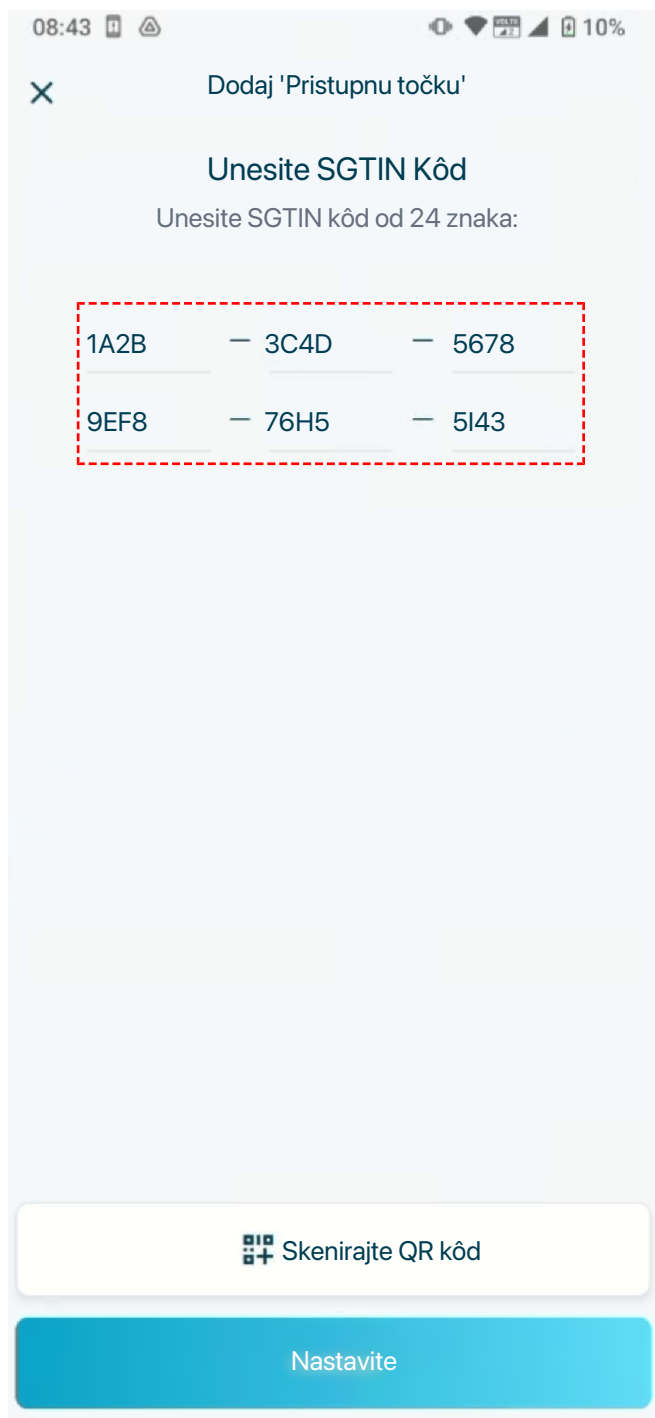 08:43 10%
Dodaj 'Pristupnu točku'
Unesite SGTIN Kôd
Unesite SGTIN kôd od 24 znaka:
1A2B – 3C4D – 5678
9EF8 – 76H5 – 5I43
Skenirajte QR kôd
Nastavite